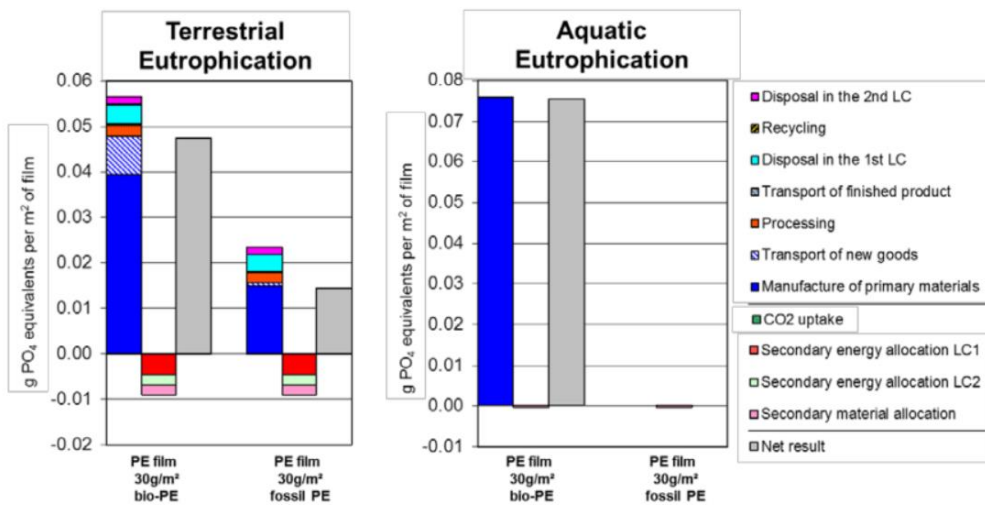 Terrestrial
Eutrophication
g PO₄ equivalents per m² of film
0.06
0.05
0.04
0.03
0.02
0.01
0.00
-0.01
-0.02
PE film
30g/m²
bio-PE
PE film
30g/m²
fossil PE
Aquatic
Eutrophication
g PO₄ equivalents per m² of film
0.08
0.07
0.06
0.05
0.04
0.03
0.02
0.01
0.00
-0.01
PE film
30g/m²
bio-PE
PE film
30g/m²
fossil PE
Disposal in the 2nd LC
Recycling
Disposal in the 1st LC
Transport of finished product
Processing
Transport of new goods
Manufacture of primary materials
CO2 uptake
Secondary energy allocation LC1
Secondary energy allocation LC2
Secondary material allocation
Net result